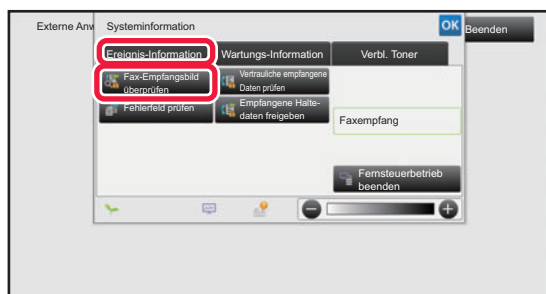 Externe Anw
Systeminformation
OK
Beenden
Ereignis-Information
Wartungs-Information
Verbl. Toner
Fax-Empfangsbild
überprüfen
Vertrauliche empfangene
Daten prüfen
Fehlerfeld prüfen
Empfangene Halte-
daten freigeben
Faxempfang
Fernsteuerbetrieb
beenden